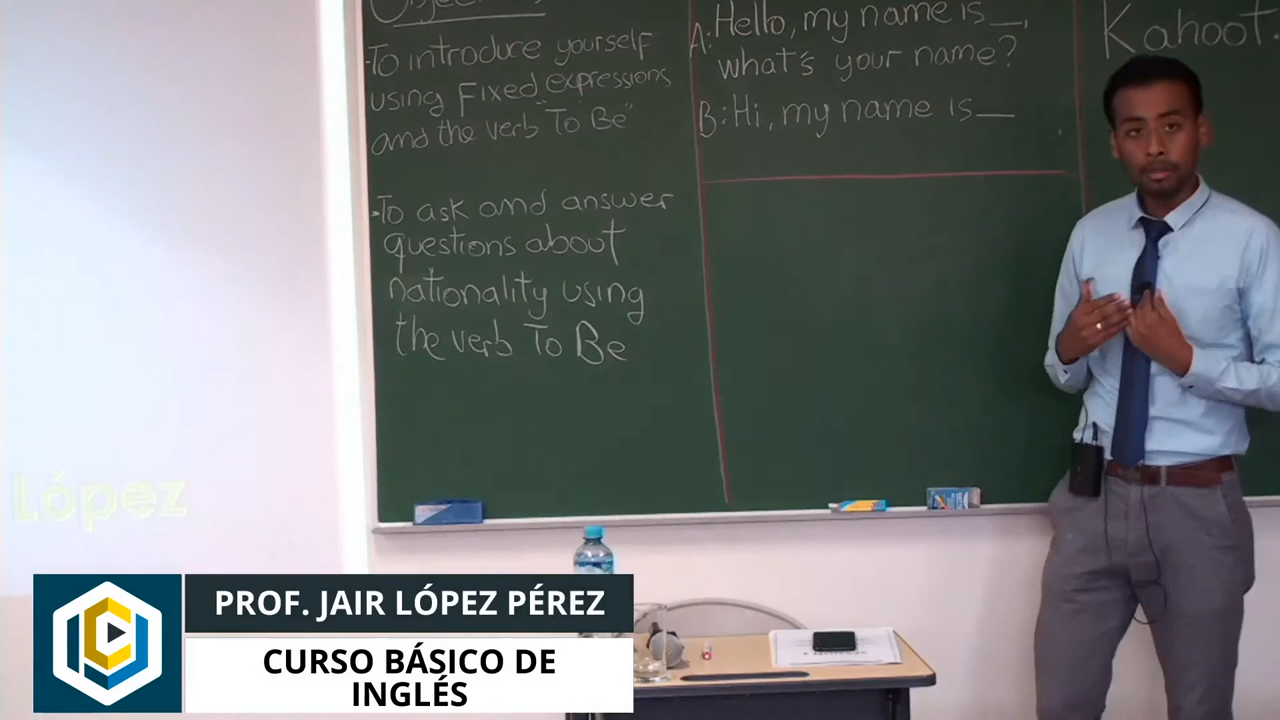 ·To introduce yourself
using Fixed expressions
and the verb "To Be"
·To ask and answer
questions about
nationality using
the verb To Be
A: Hello, my name is __,
what's your name?
B: Hi, my name is __
Kahoot.
López
PROF. JAIR LÓPEZ PÉREZ
CURSO BÁSICO DE
INGLÉS